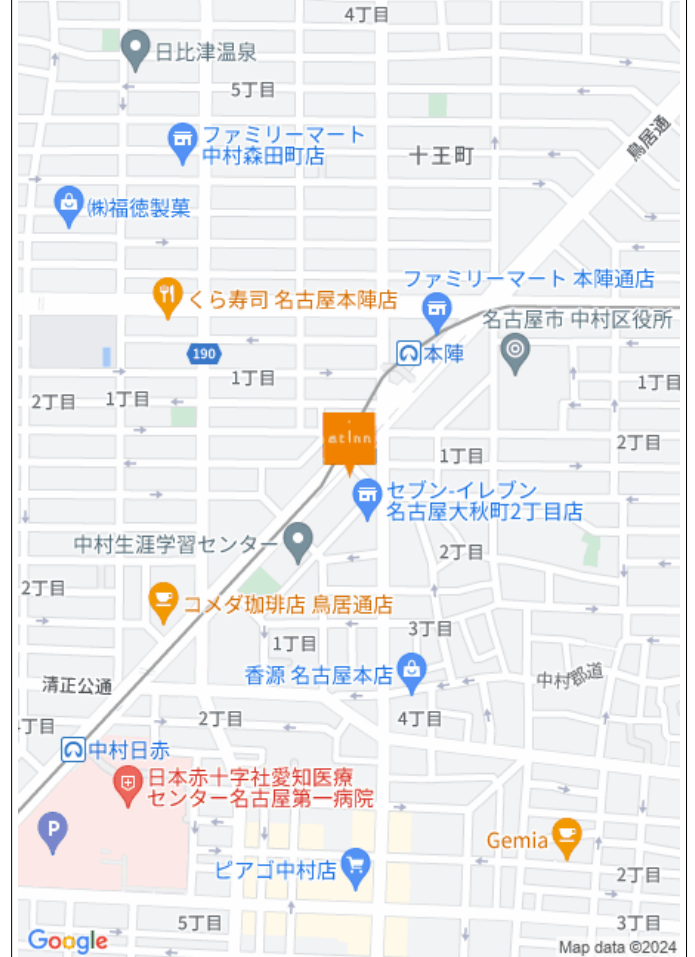 4丁目
日比津温泉
5丁目
ファミリーマート
中村森田町店
十王町
鳥居通
㈱福徳製菓
ファミリーマート 本陣通店
くら寿司 名古屋本陣店
名古屋市 中村区役所
190
本陣
1丁目
1丁目
2丁目
1丁目
at inn
2丁目
1丁目
セブン-イレブン
名古屋大秋町2丁目店
中村生涯学習センター
2丁目
2丁目
コメダ珈琲店 鳥居通店
3丁目
1丁目
香源 名古屋本店
中村郡道
清正公通
2丁目
4丁目
丁目
中村日赤
日本赤十字社愛知医療
センター名古屋第一病院
P
Gemia
ピアゴ中村店
2丁目
5丁目
3丁目
Google
Map data ©2024